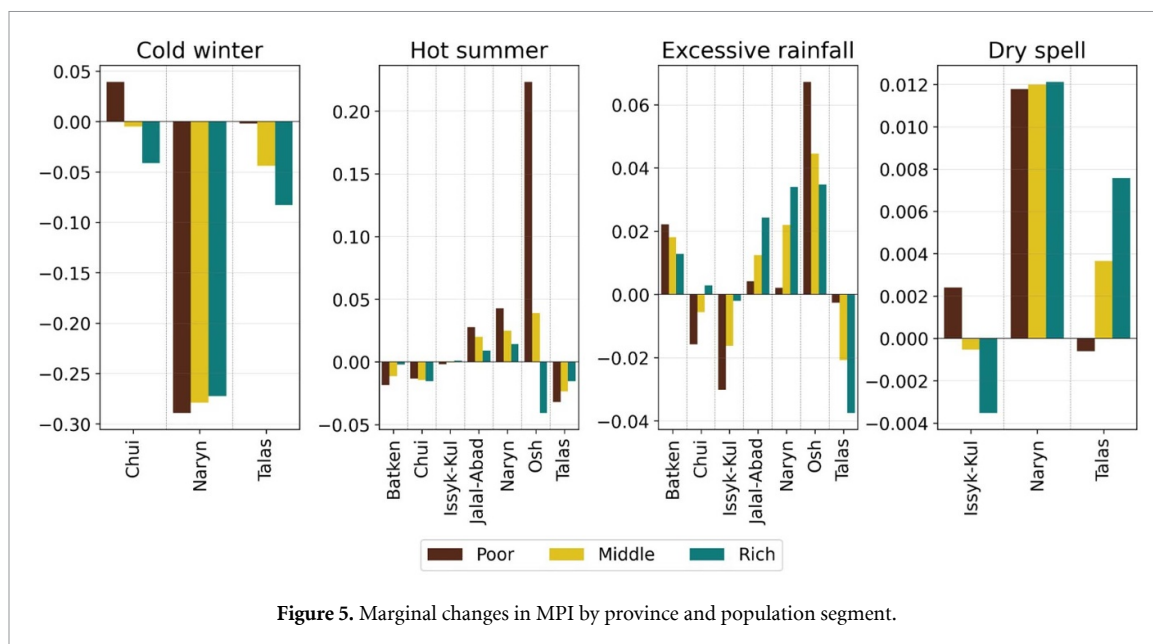 Cold winter
0.05
0.00
−0.05
−0.10
−0.15
−0.20
−0.25
−0.30
Chui
Naryn
Talas
Hot summer
0.20
0.15
0.10
0.05
0.00
−0.05
Batken
Chui
Issyk-Kul
Jalal-Abad
Naryn
Osh
Talas
Excessive rainfall
0.06
0.04
0.02
0.00
−0.02
−0.04
Batken
Chui
Issyk-Kul
Jalal-Abad
Naryn
Osh
Talas
Dry spell
0.012
0.010
0.008
0.006
0.004
0.002
0.000
−0.002
−0.004
Issyk-Kul
Naryn
Talas
Poor Middle Rich
Figure 5. Marginal changes in MPI by province and population segment.